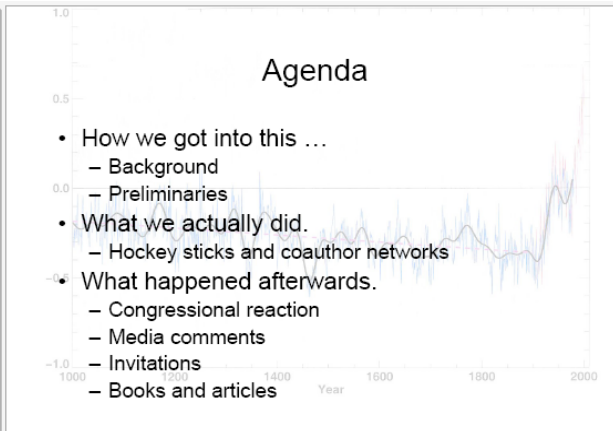 1.0
Agenda
0.5
• How we got into this …
– Background
– Preliminaries
0.0
• What we actually did.
– Hockey sticks and coauthor networks
-0.5
• What happened afterwards.
– Congressional reaction
– Media comments
– Invitations
-1.0
1000 1200 1400 1600 1800 2000
– Books and articles
Year